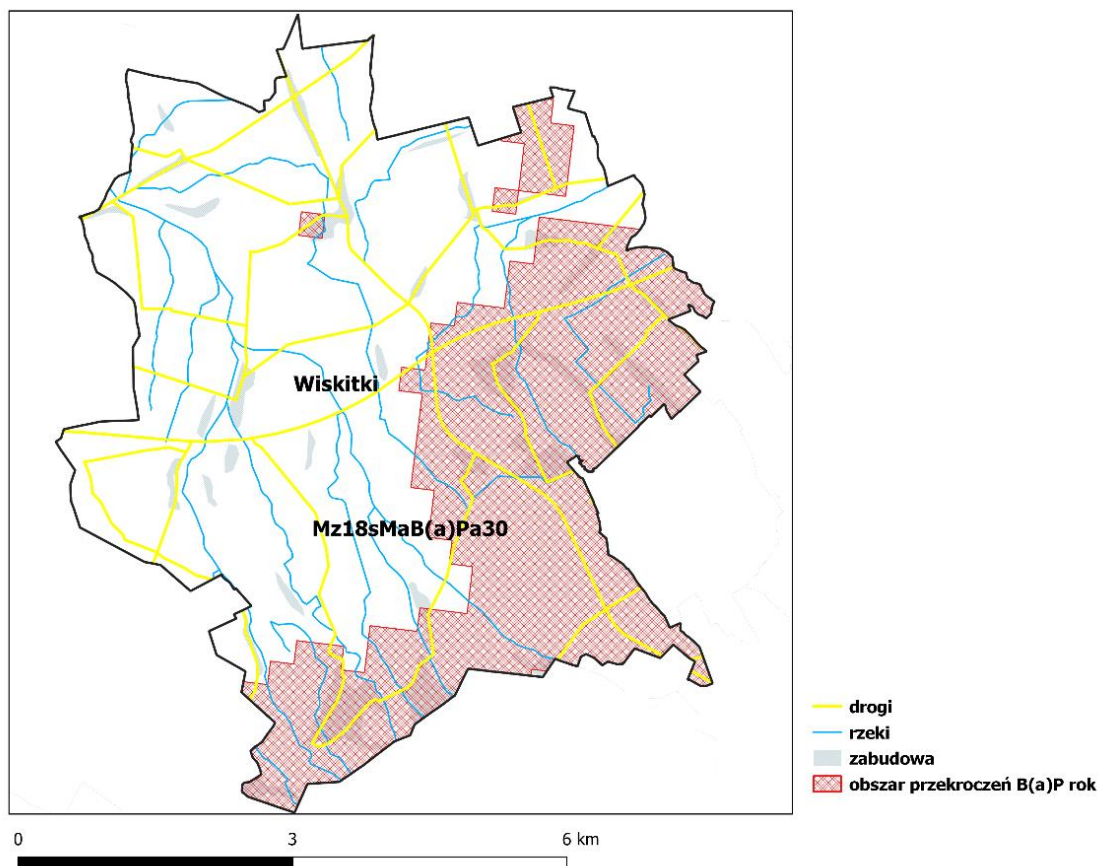 Wiskitki
Mz18sMaB(a)Pa30
drogi
rzeki
zabudowa
obszar przekroczeń B(a)P rok
0 3 6 km